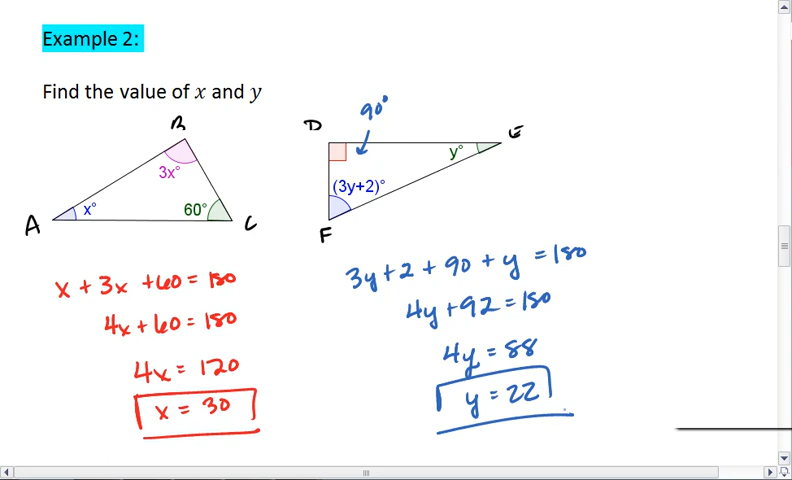 Example 2:
Find the value of x and y
90°
B
D
E
3x°
y°
(3y+2)°
x°
60°
A
C
F
x + 3x + 60 = 180
3y + 2 + 90 + y = 180
4x + 60 = 180
4y + 92 = 180
4x = 120
4y = 88
x = 30
y = 22